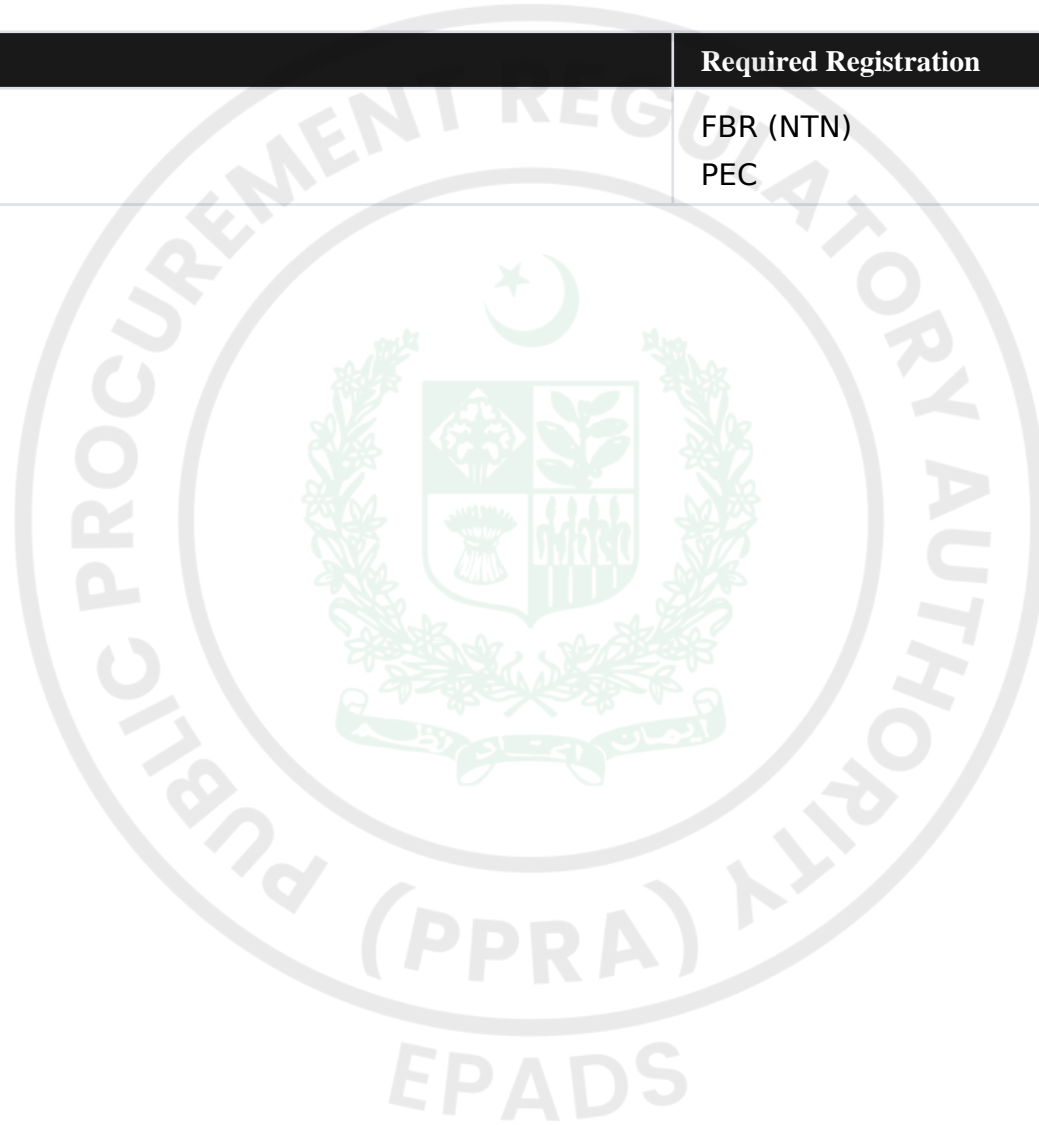 Required Registration
FBR (NTN)
PEC
PUBLIC PROCUREMENT REGULATORY AUTHORITY
(PPRA)
EPADS